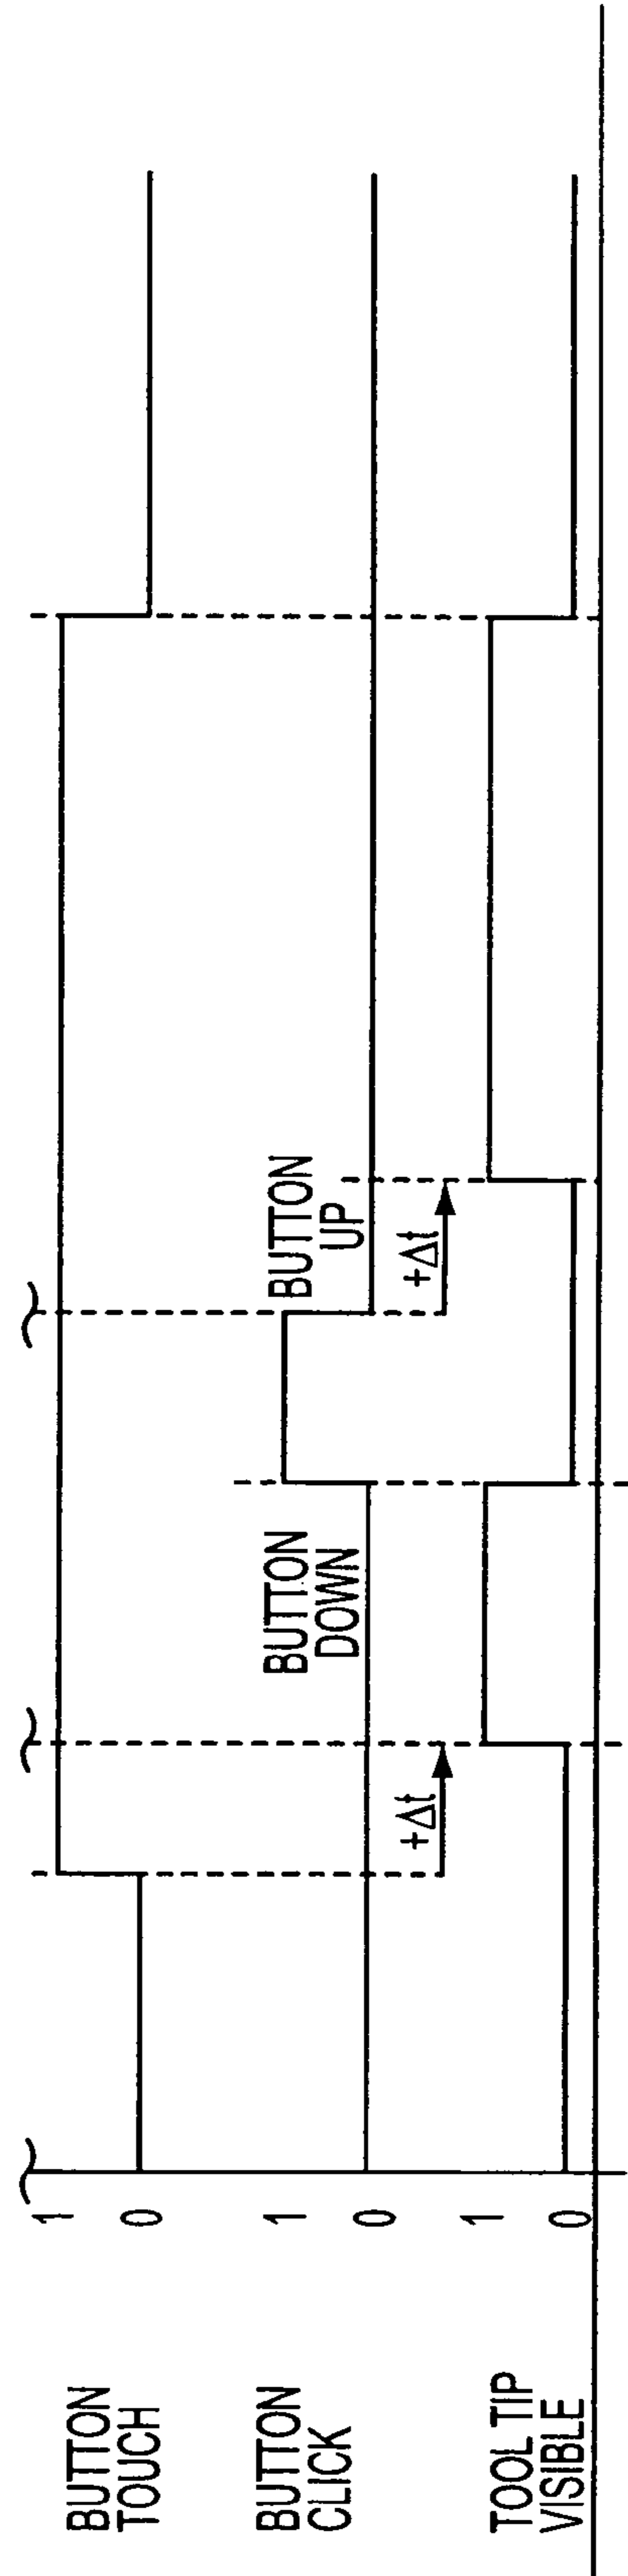 BUTTON
TOUCH
1
0
BUTTON
CLICK
1
0
BUTTON
DOWN
BUTTON
UP
+Δt
+Δt
TOOL TIP
VISIBLE
1
0